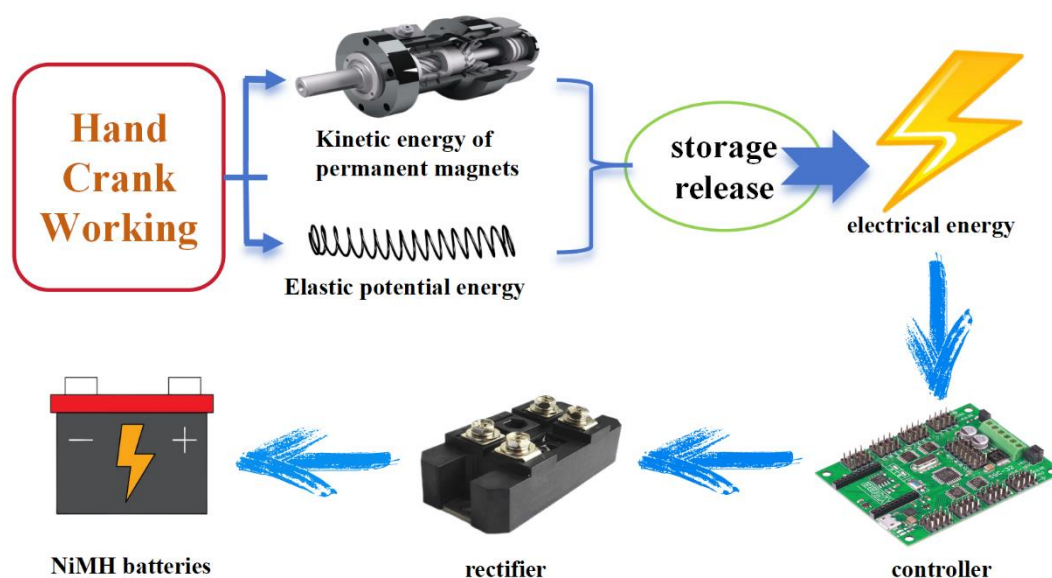 Hand
Crank
Working
Kinetic energy of
permanent magnets
Elastic potential energy
storage
release
electrical energy
NiMH batteries
rectifier
controller